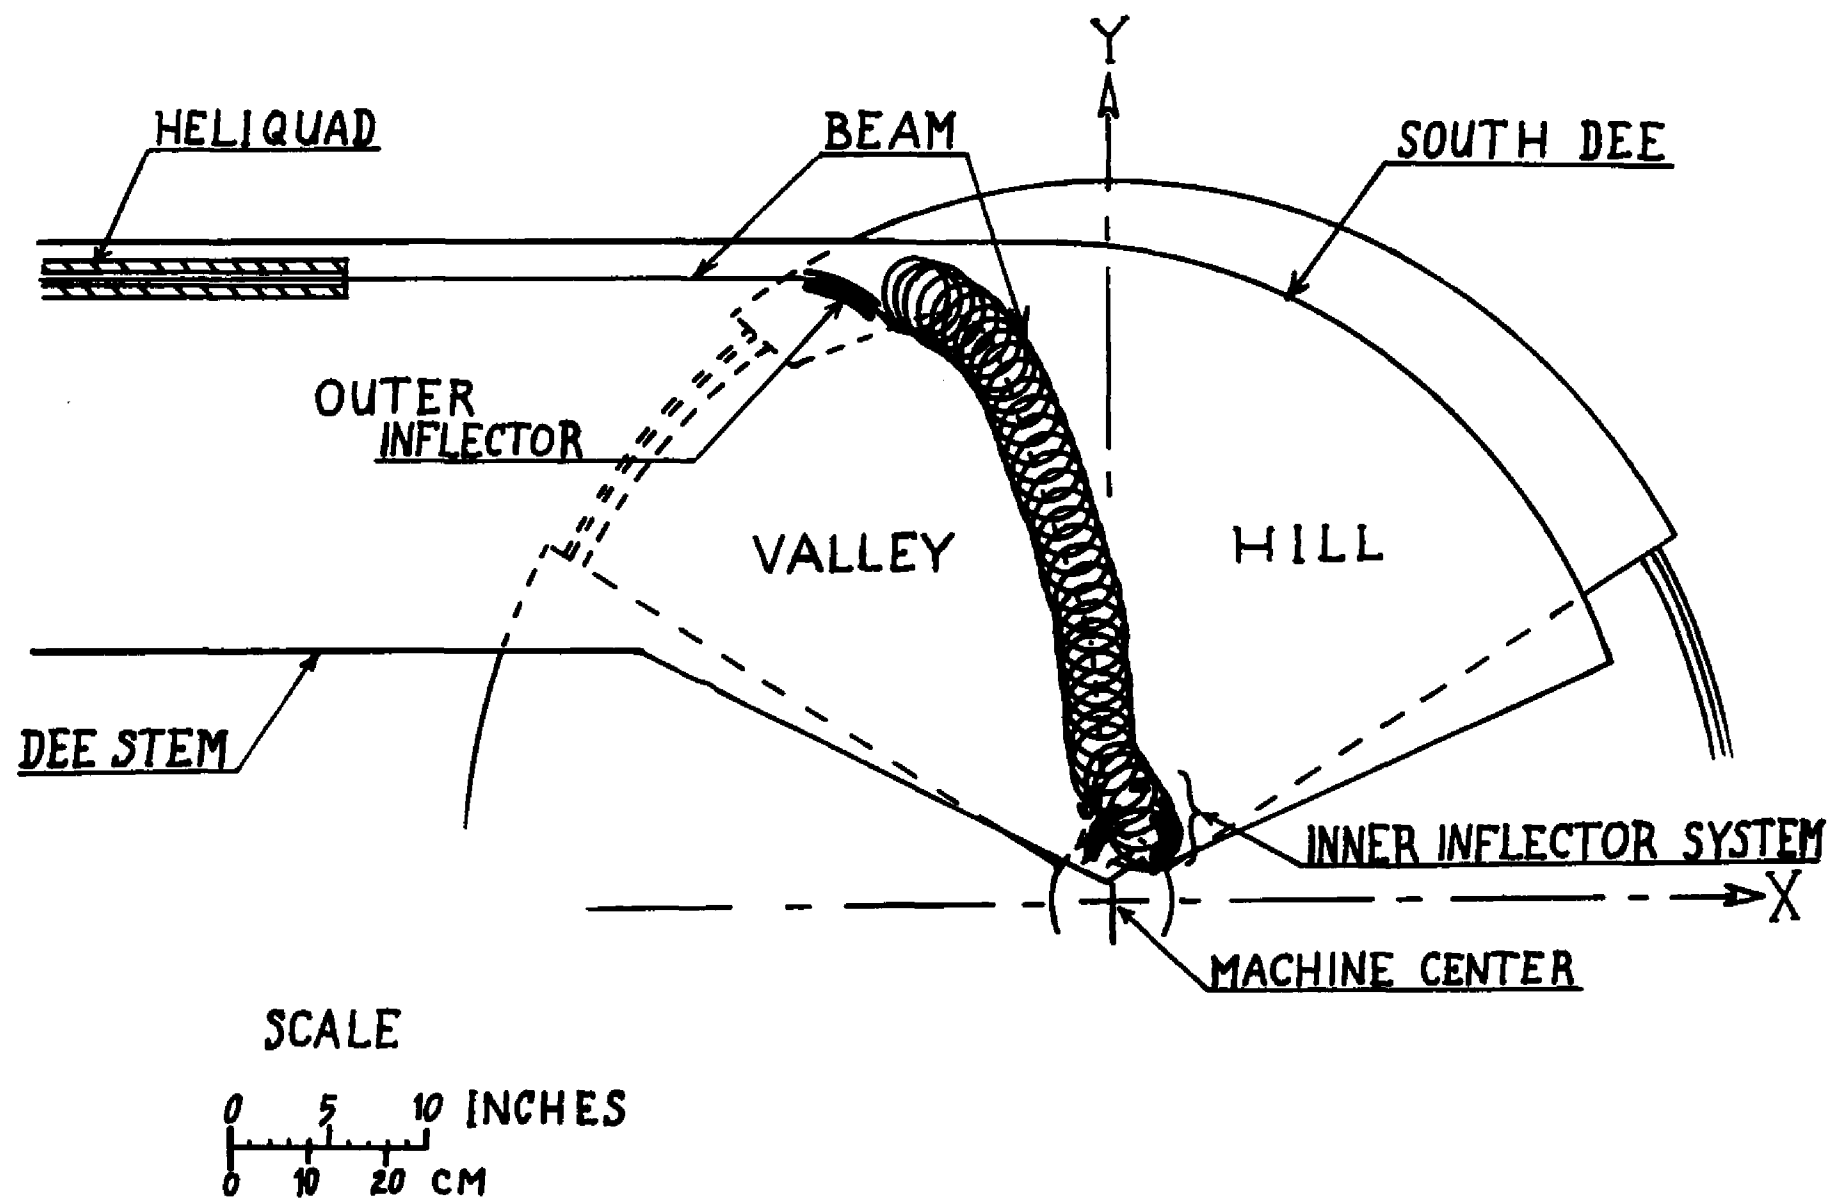 Y
HELIQUAD
BEAM
SOUTH DEE
OUTER
INFLECTOR
VALLEY
HILL
DEE STEM
INNER INFLECTOR SYSTEM
X
MACHINE CENTER
SCALE
0 5 10 INCHES
0 10 20 CM